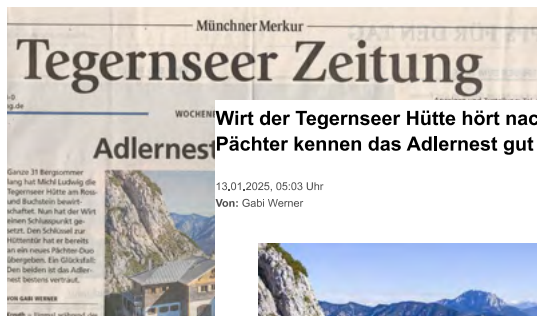 Münchner Merkur
Tegernseer Zeitung
WOCHENE
Adlernest
Ganze 31 Bergsommer
lang hat Michl Ludwig die
Tegernseer Hütte am Ross-
und Buchstein bewirt-
schaftet. Nun hat der Wirt
einen Schlusspunkt ge-
setzt. Den Schlüssel zur
Hüttentür hat er bereits
an ein neues Pächter-Duo
übergeben. Ein Glücksfall:
Den beiden ist das Adler-
nest bestens vertraut.
VON GABI WERNER
Wirt der Tegernseer Hütte hört nac
Pächter kennen das Adlernest gut
13.01.2025, 05:03 Uhr
Von: Gabi Werner